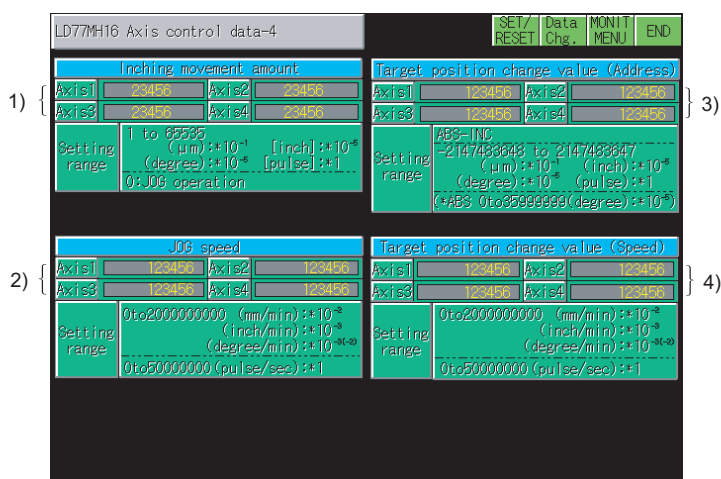 LD77MH16 Axis control data-4
SET/ RESET
Data Chg.
MONIT MENU
END
1)
Inching movement amount
Axis1 23456 Axis2 23456
Axis3 23456 Axis4 23456
Setting range
1 to 65535
(μm):*10⁻¹ [inch]:*10⁻⁵
(degree):*10⁻⁵ [pulse]:*1
0:JOG operation
3)
Target position change value (Address)
Axis1 123456 Axis2 123456
Axis3 123456 Axis4 123456
Setting range
ABS-INC
-2147483648 to 2147483647
(μm):*10⁻¹ (inch):*10⁻⁵
(degree):*10⁻⁵ (pulse):*1
(*ABS 0to35999999(degree):*10⁻⁵)
2)
JOG speed
Axis1 123456 Axis2 123456
Axis3 123456 Axis4 123456
Setting range
0to2000000000 (mm/min):*10⁻²
(inch/min):*10⁻³
(degree/min):*10⁻³⁽⁻²⁾
0to50000000(pulse/sec):*1
4)
Target position change value (Speed)
Axis1 123456 Axis2 123456
Axis3 123456 Axis4 123456
Setting range
0to2000000000 (mm/min):*10⁻²
(inch/min):*10⁻³
(degree/min):*10⁻³⁽⁻²⁾
0to50000000(pulse/sec):*1